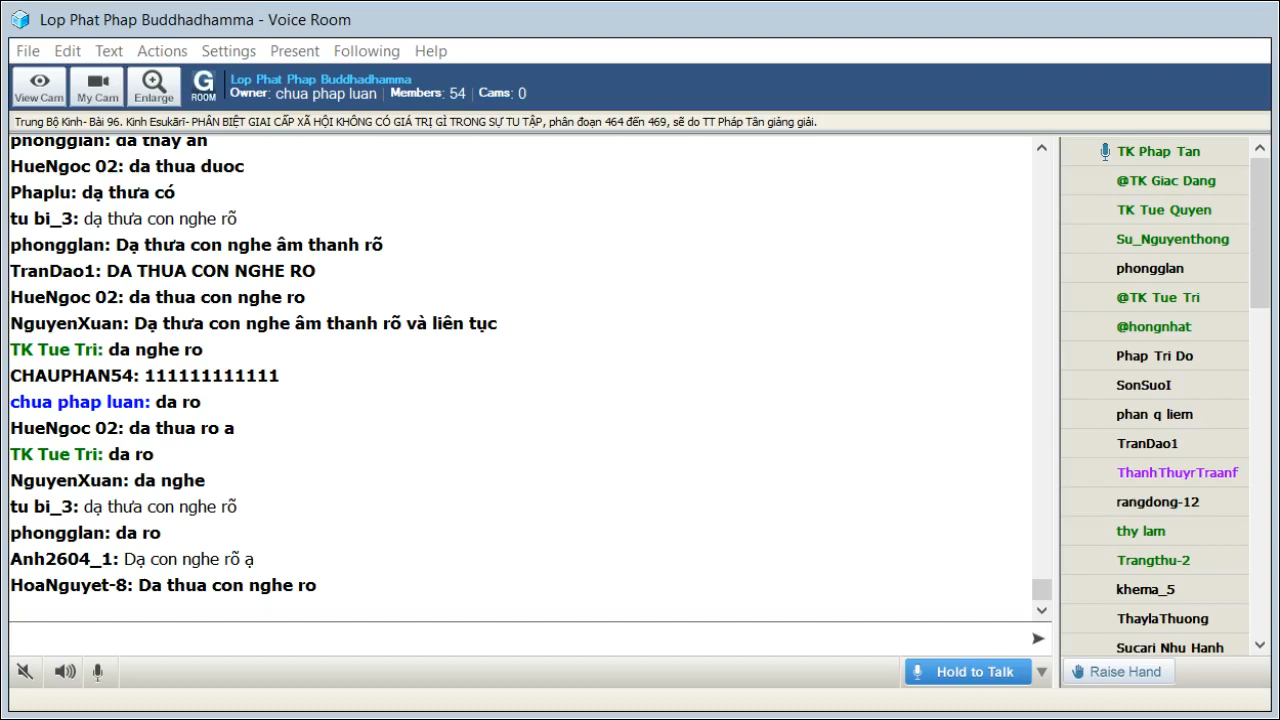 Lop Phat Phap Buddhadhamma - Voice Room
File Edit Text Actions Settings Present Following Help
View Cam My Cam Enlarge G ROOM
Lop Phat Phap Buddhadhamma
Owner: chua phap luan Members: 54 Cams: 0
Trung Bộ Kinh- Bài 96. Kinh Esukāri- PHÂN BIỆT GIAI CẤP XÃ HỘI KHÔNG CÓ GIÁ TRỊ GÌ TRONG SỰ TU TẬP, phân đoạn 464 đến 469, sẽ do TT Pháp Tân giảng giải.
phongglan: da thay an
HueNgoc 02: da thua duoc
Phaplu: dạ thưa có
tu bi_3: dạ thưa con nghe rõ
phongglan: Dạ thưa con nghe âm thanh rõ
TranDao1: DA THUA CON NGHE RO
HueNgoc 02: da thua con nghe ro
NguyenXuan: Dạ thưa con nghe âm thanh rõ và liên tục
TK Tue Tri: da nghe ro
CHAUPHAN54: 111111111111
chua phap luan: da ro
HueNgoc 02: da thua ro a
TK Tue Tri: da ro
NguyenXuan: da nghe
tu bi_3: dạ thưa con nghe rõ
phongglan: da ro
Anh2604_1: Dạ con nghe rõ ạ
HoaNguyet-8: Da thua con nghe ro
TK Phap Tan
@TK Giac Dang
TK Tue Quyen
Su_Nguyenthong
phongglan
@TK Tue Tri
@hongnhat
Phap Tri Do
SonSuoI
phan q liem
TranDao1
ThanhThuyrTraanf
rangdong-12
thy lam
Trangthu-2
khema_5
ThaylaThuong
Sucari Nhu Hanh
Hold to Talk
Raise Hand